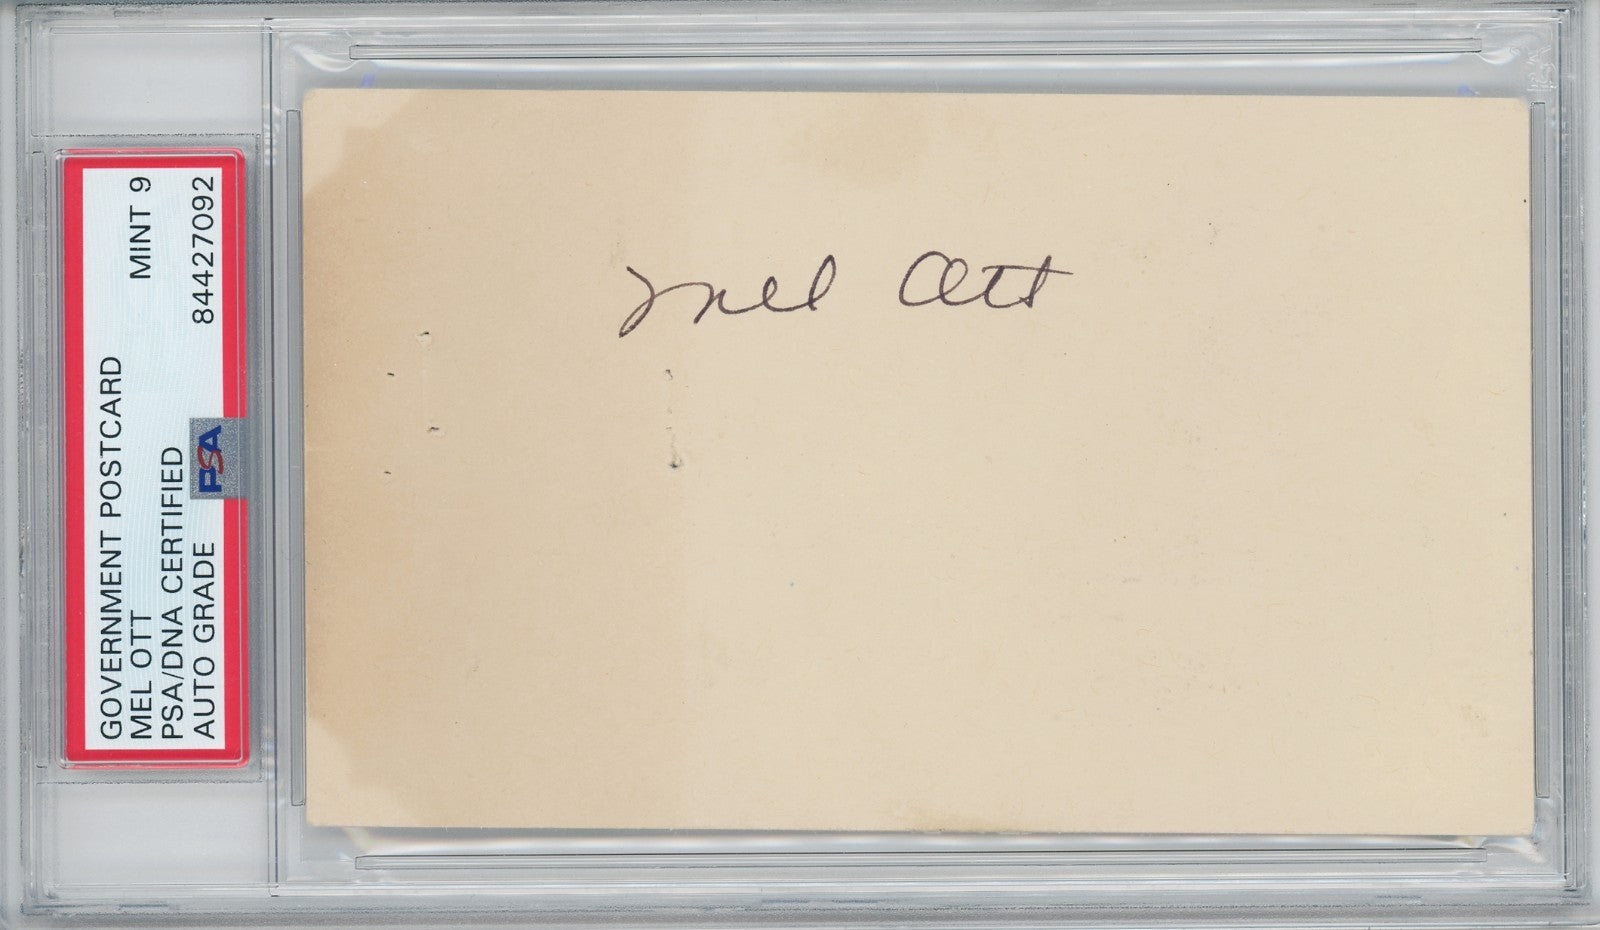 GOVERNMENT POSTCARD
MEL OTT MINT 9
PSA/DNA CERTIFIED
AUTO GRADE 84427092
PSA
Mel Ott